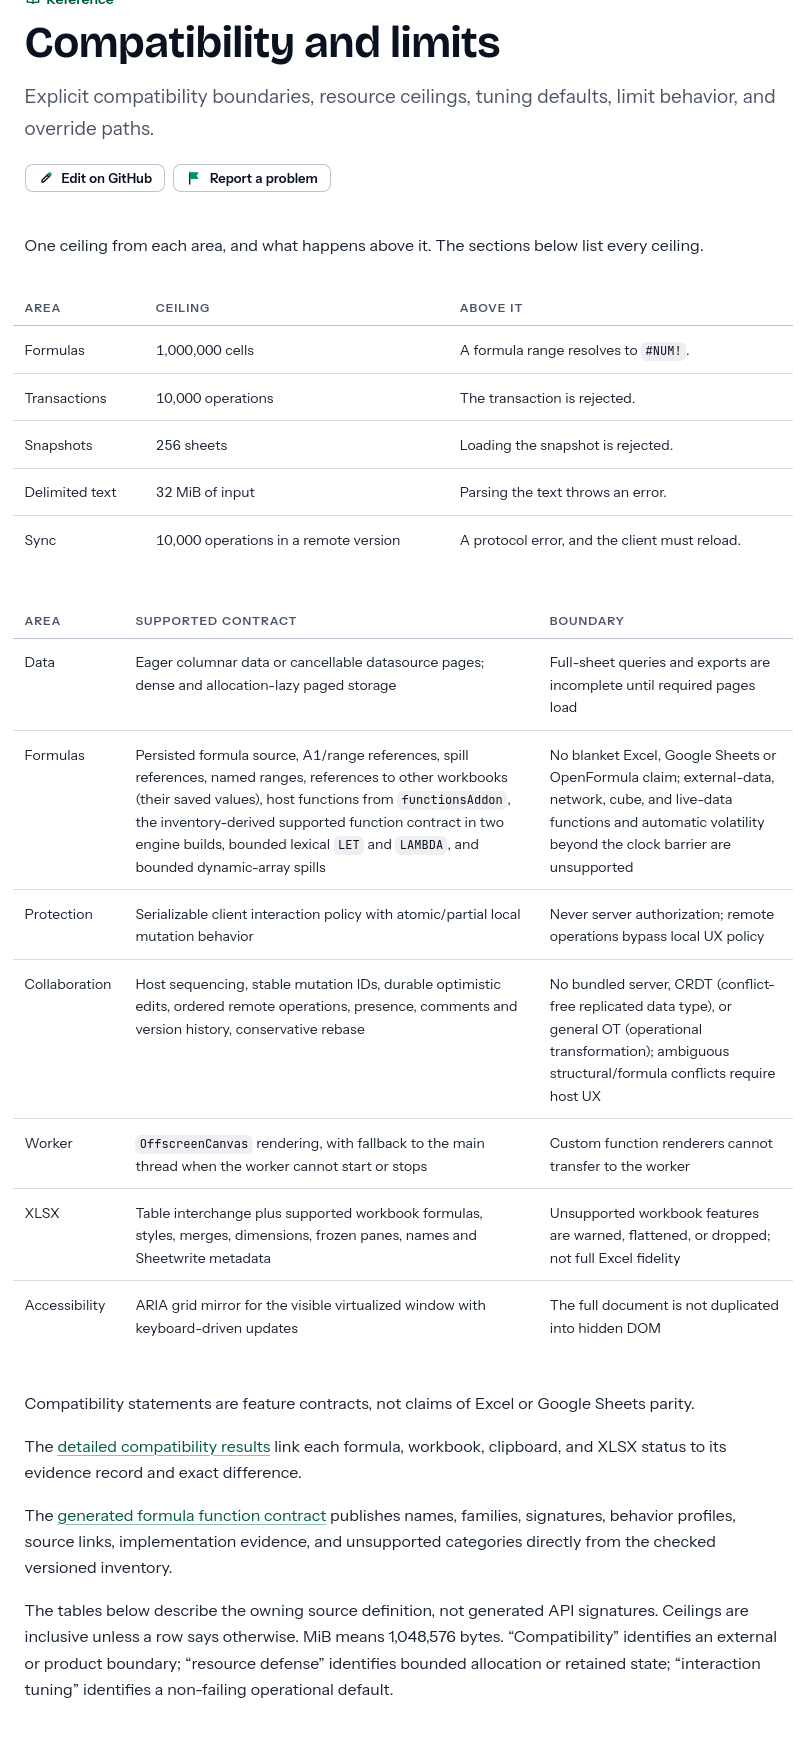 Reference
Compatibility and limits
Explicit compatibility boundaries, resource ceilings, tuning defaults, limit behavior, and
override paths.
Edit on GitHub
Report a problem
One ceiling from each area, and what happens above it. The sections below list every ceiling.
AREA CEILING ABOVE IT
Formulas 1,000,000 cells A formula range resolves to #NUM!.
Transactions 10,000 operations The transaction is rejected.
Snapshots 256 sheets Loading the snapshot is rejected.
Delimited text 32 MiB of input Parsing the text throws an error.
Sync 10,000 operations in a remote version A protocol error, and the client must reload.
AREA SUPPORTED CONTRACT BOUNDARY
Data Eager columnar data or cancellable datasource pages; Full-sheet queries and exports are
dense and allocation-lazy paged storage incomplete until required pages
load
Formulas Persisted formula source, A1/range references, spill No blanket Excel, Google Sheets or
references, named ranges, references to other workbooks OpenFormula claim; external-data,
(their saved values), host functions from functionsAddon, network, cube, and live-data
the inventory-derived supported function contract in two functions and automatic volatility
engine builds, bounded lexical LET and LAMBDA, and beyond the clock barrier are
bounded dynamic-array spills unsupported
Protection Serializable client interaction policy with atomic/partial local Never server authorization; remote
mutation behavior operations bypass local UX policy
Collaboration Host sequencing, stable mutation IDs, durable optimistic No bundled server, CRDT (conflict-
edits, ordered remote operations, presence, comments and free replicated data type), or
version history, conservative rebase general OT (operational
transformation); ambiguous
structural/formula conflicts require
host UX
Worker OffscreenCanvas rendering, with fallback to the main Custom function renderers cannot
thread when the worker cannot start or stops transfer to the worker
XLSX Table interchange plus supported workbook formulas, Unsupported workbook features
styles, merges, dimensions, frozen panes, names and are warned, flattened, or dropped;
Sheetwrite metadata not full Excel fidelity
Accessibility ARIA grid mirror for the visible virtualized window with The full document is not duplicated
keyboard-driven updates into hidden DOM
Compatibility statements are feature contracts, not claims of Excel or Google Sheets parity.
The detailed compatibility results link each formula, workbook, clipboard, and XLSX status to its
evidence record and exact difference.
The generated formula function contract publishes names, families, signatures, behavior profiles,
source links, implementation evidence, and unsupported categories directly from the checked
versioned inventory.
The tables below describe the owning source definition, not generated API signatures. Ceilings are
inclusive unless a row says otherwise. MiB means 1,048,576 bytes. “Compatibility” identifies an external
or product boundary; “resource defense” identifies bounded allocation or retained state; “interaction
tuning” identifies a non-failing operational default.